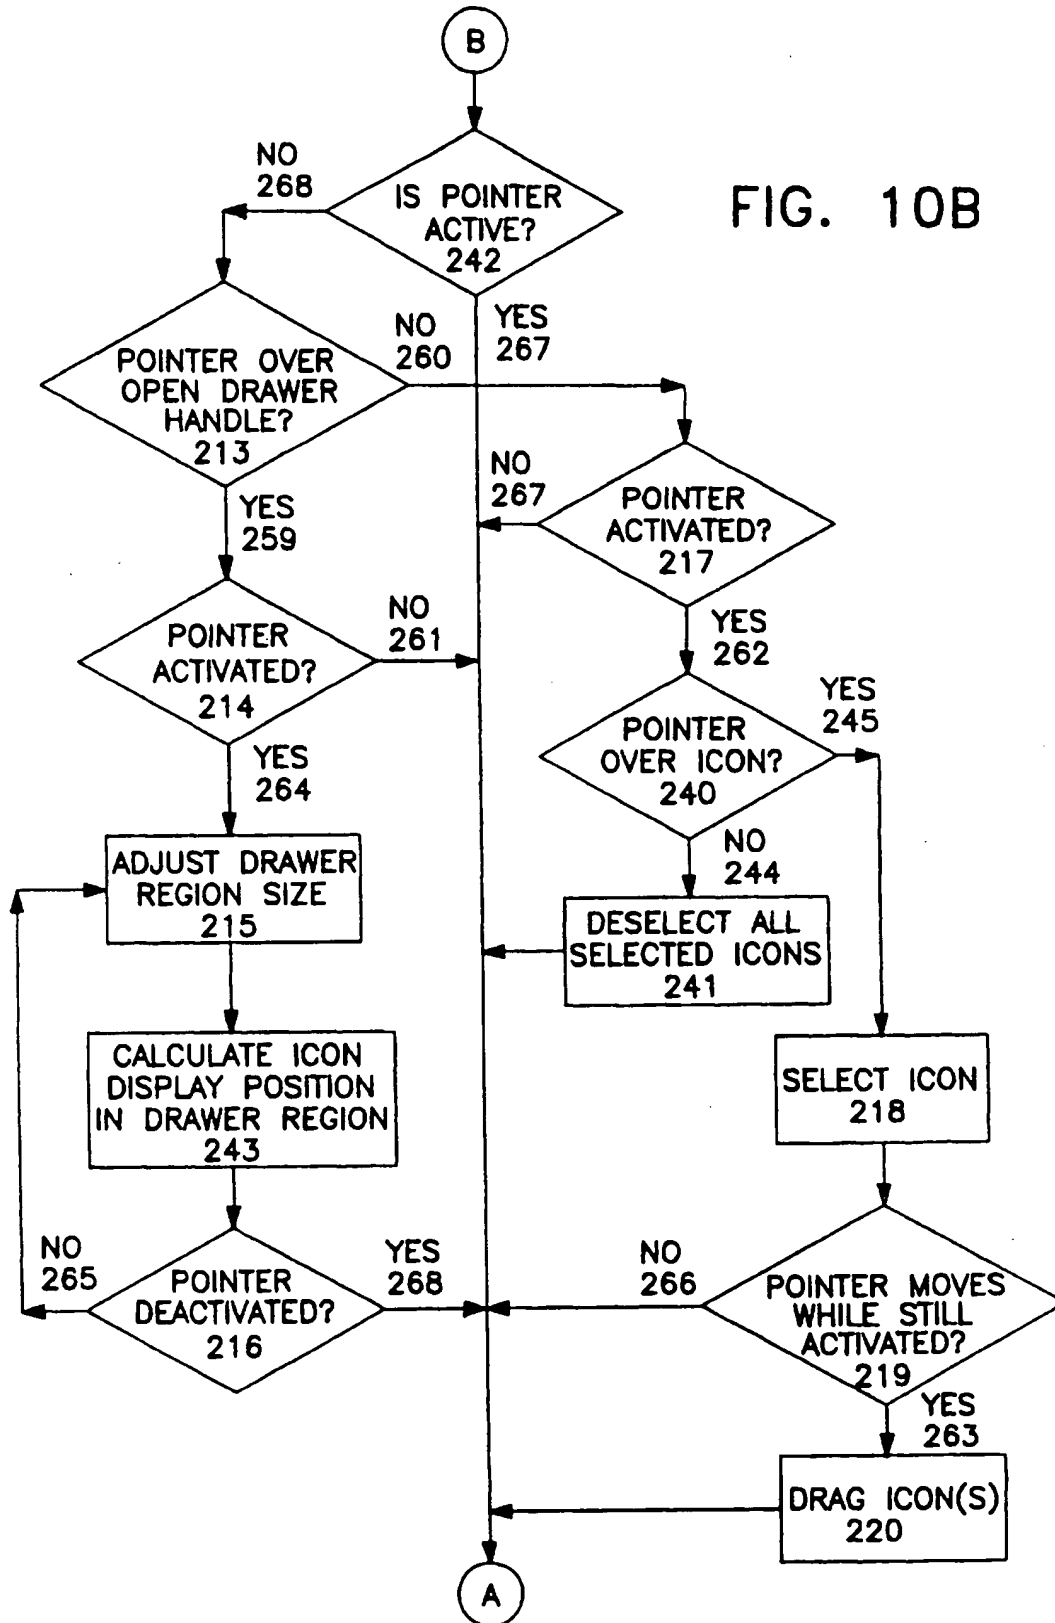 B
IS POINTER
ACTIVE?
242
FIG. 10B
NO
268
YES
267
POINTER OVER
OPEN DRAWER
HANDLE?
213
NO
260
YES
259
POINTER
ACTIVATED?
217
NO
267
YES
262
POINTER
ACTIVATED?
214
NO
261
YES
264
POINTER
OVER ICON?
240
YES
245
NO
244
ADJUST DRAWER
REGION SIZE
215
DESELECT ALL
SELECTED ICONS
241
CALCULATE ICON
DISPLAY POSITION
IN DRAWER REGION
243
SELECT ICON
218
POINTER
DEACTIVATED?
216
NO
265
YES
268
POINTER MOVES
WHILE STILL
ACTIVATED?
219
NO
266
YES
263
DRAG ICON(S)
220
A